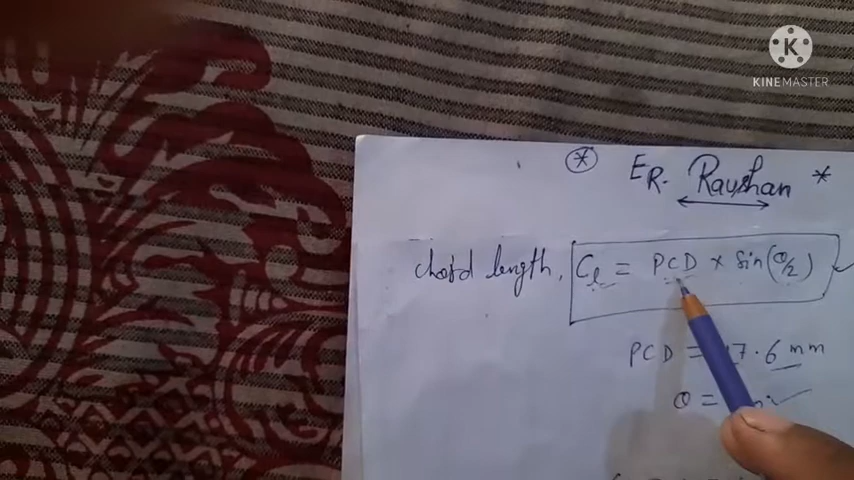 KINEMASTER
* ER. Raushan *
chord length, Cl = PCD × Sin(θ/2)
PCD = 7.6 mm
θ =